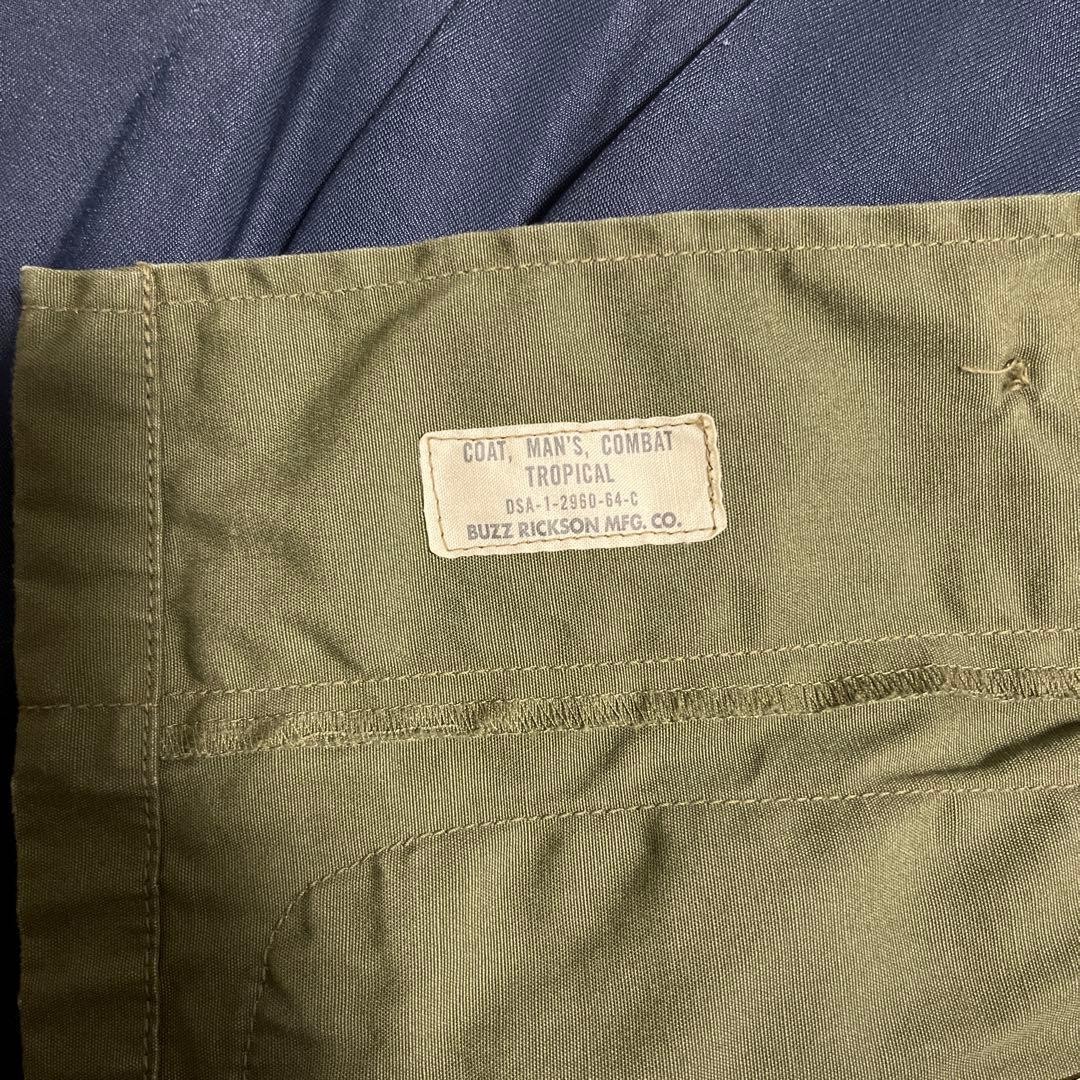 COAT, MAN'S, COMBAT
TROPICAL
DSA-1-2960-64-C
BUZZ RICKSON MFG. CO.